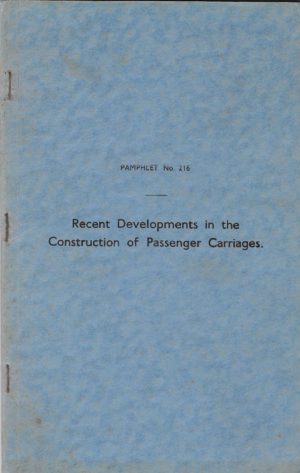 PAMPHLET No. 216
Recent Developments in the
Construction of Passenger Carriages.